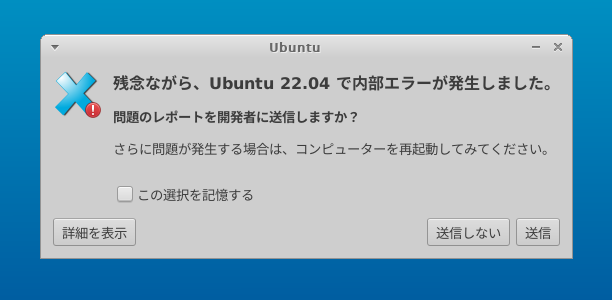 Ubuntu
残念ながら、Ubuntu 22.04 で内部エラーが発生しました。
問題のレポートを開発者に送信しますか？
さらに問題が発生する場合は、コンピューターを再起動してみてください。
この選択を記憶する
詳細を表示 送信しない 送信